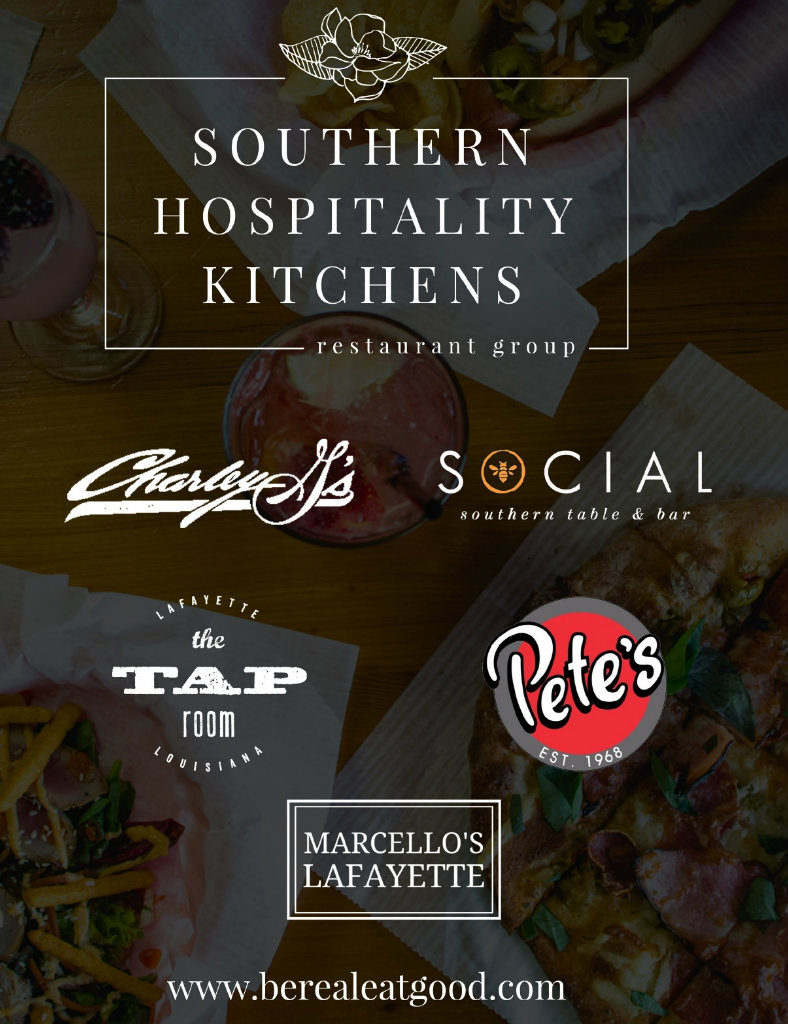 SOUTHERN
HOSPITALITY
KITCHENS
restaurant group
Charley G's
SOCIAL
southern table & bar
LAFAYETTE
the
TAP
room
LOUISIANA
Pete's
EST. 1968
MARCELLO'S
LAFAYETTE
www.berealeatgood.com